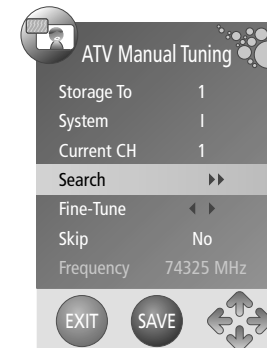 ATV Manual Tuning
Storage To 1
System I
Current CH 1
Search
Fine-Tune
Skip No
Frequency 74325 MHz
EXIT SAVE